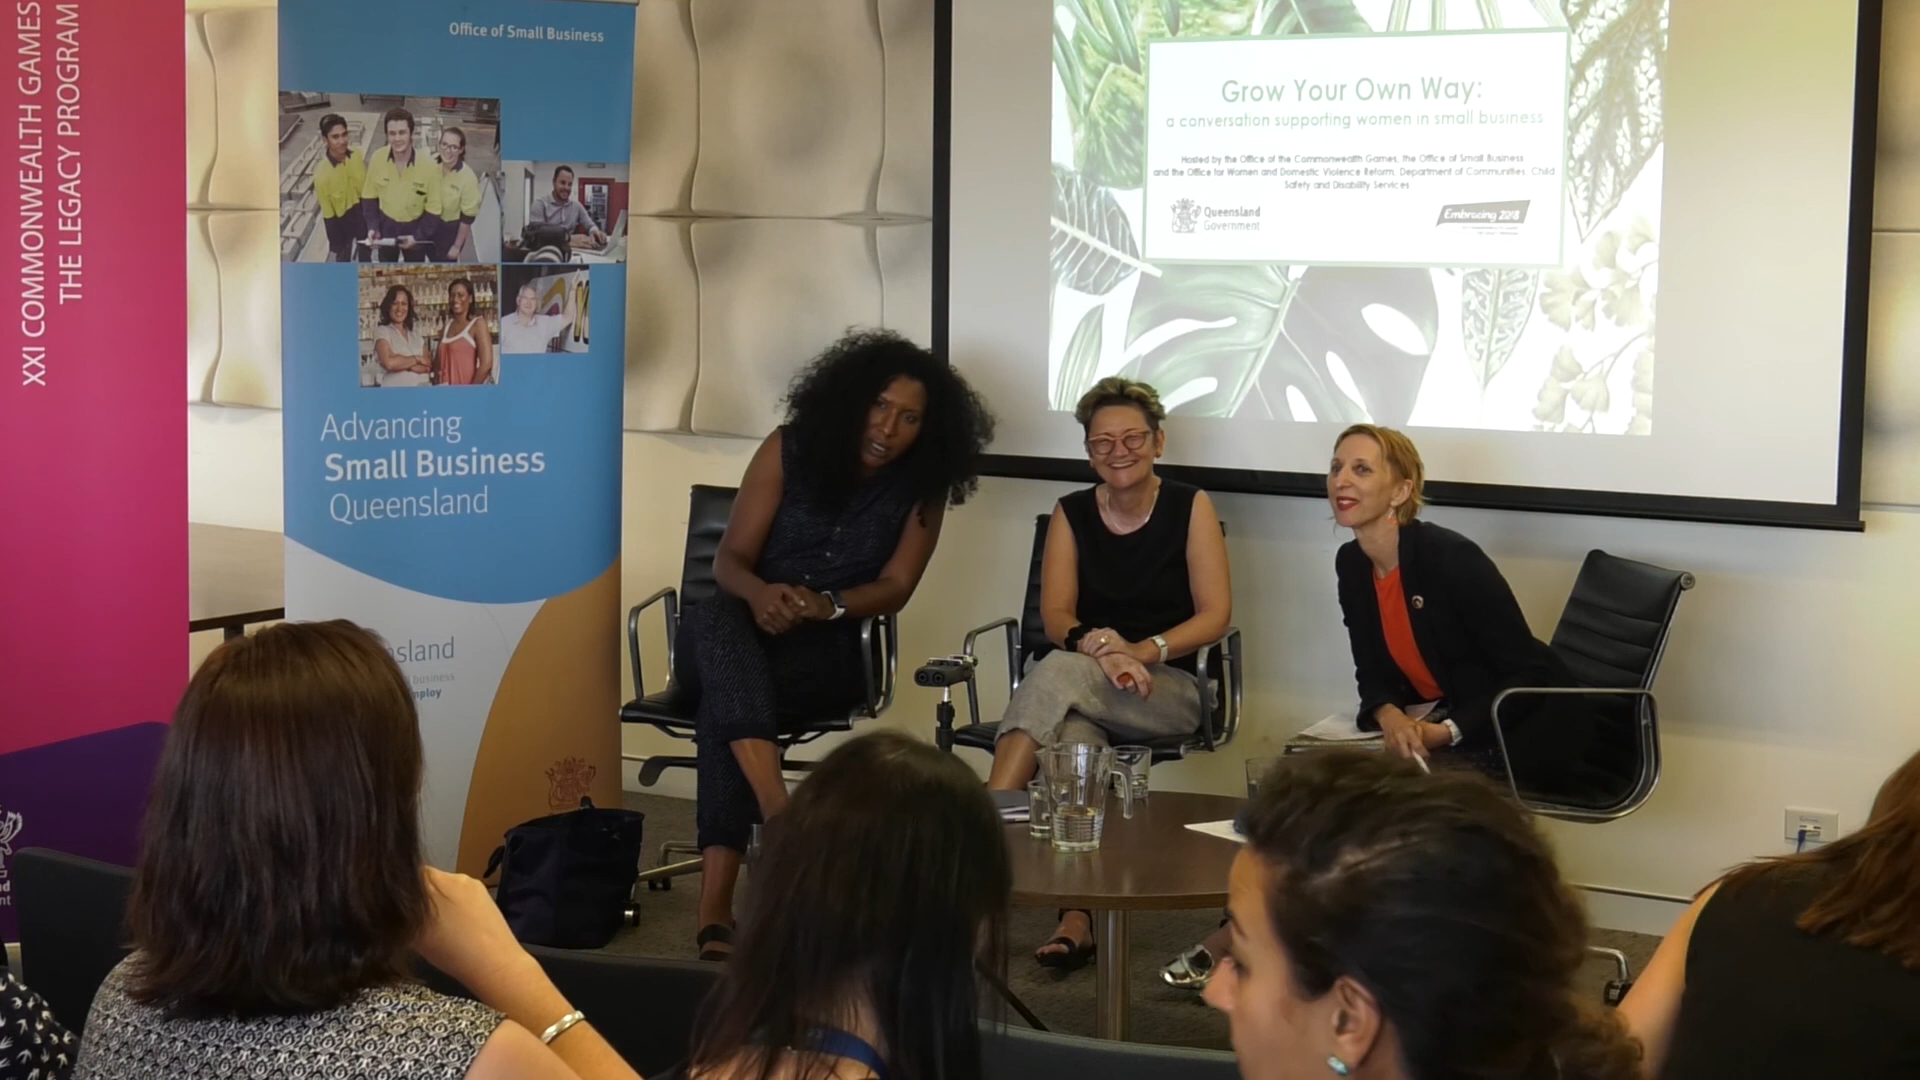 XXI COMMONWEALTH GAMES
THE LEGACY PROGRAM
Office of Small Business
Advancing
Small Business
Queensland
Grow Your Own Way:
a conversation supporting women in small business
Hosted by the Office of the Commonwealth Games, the Office of Small Business
and the Office for Women and Domestic Violence Reform, Department of Communities, Child
Safety and Disability Services
Queensland
Government
Embracing 2018
sland
business
mploy